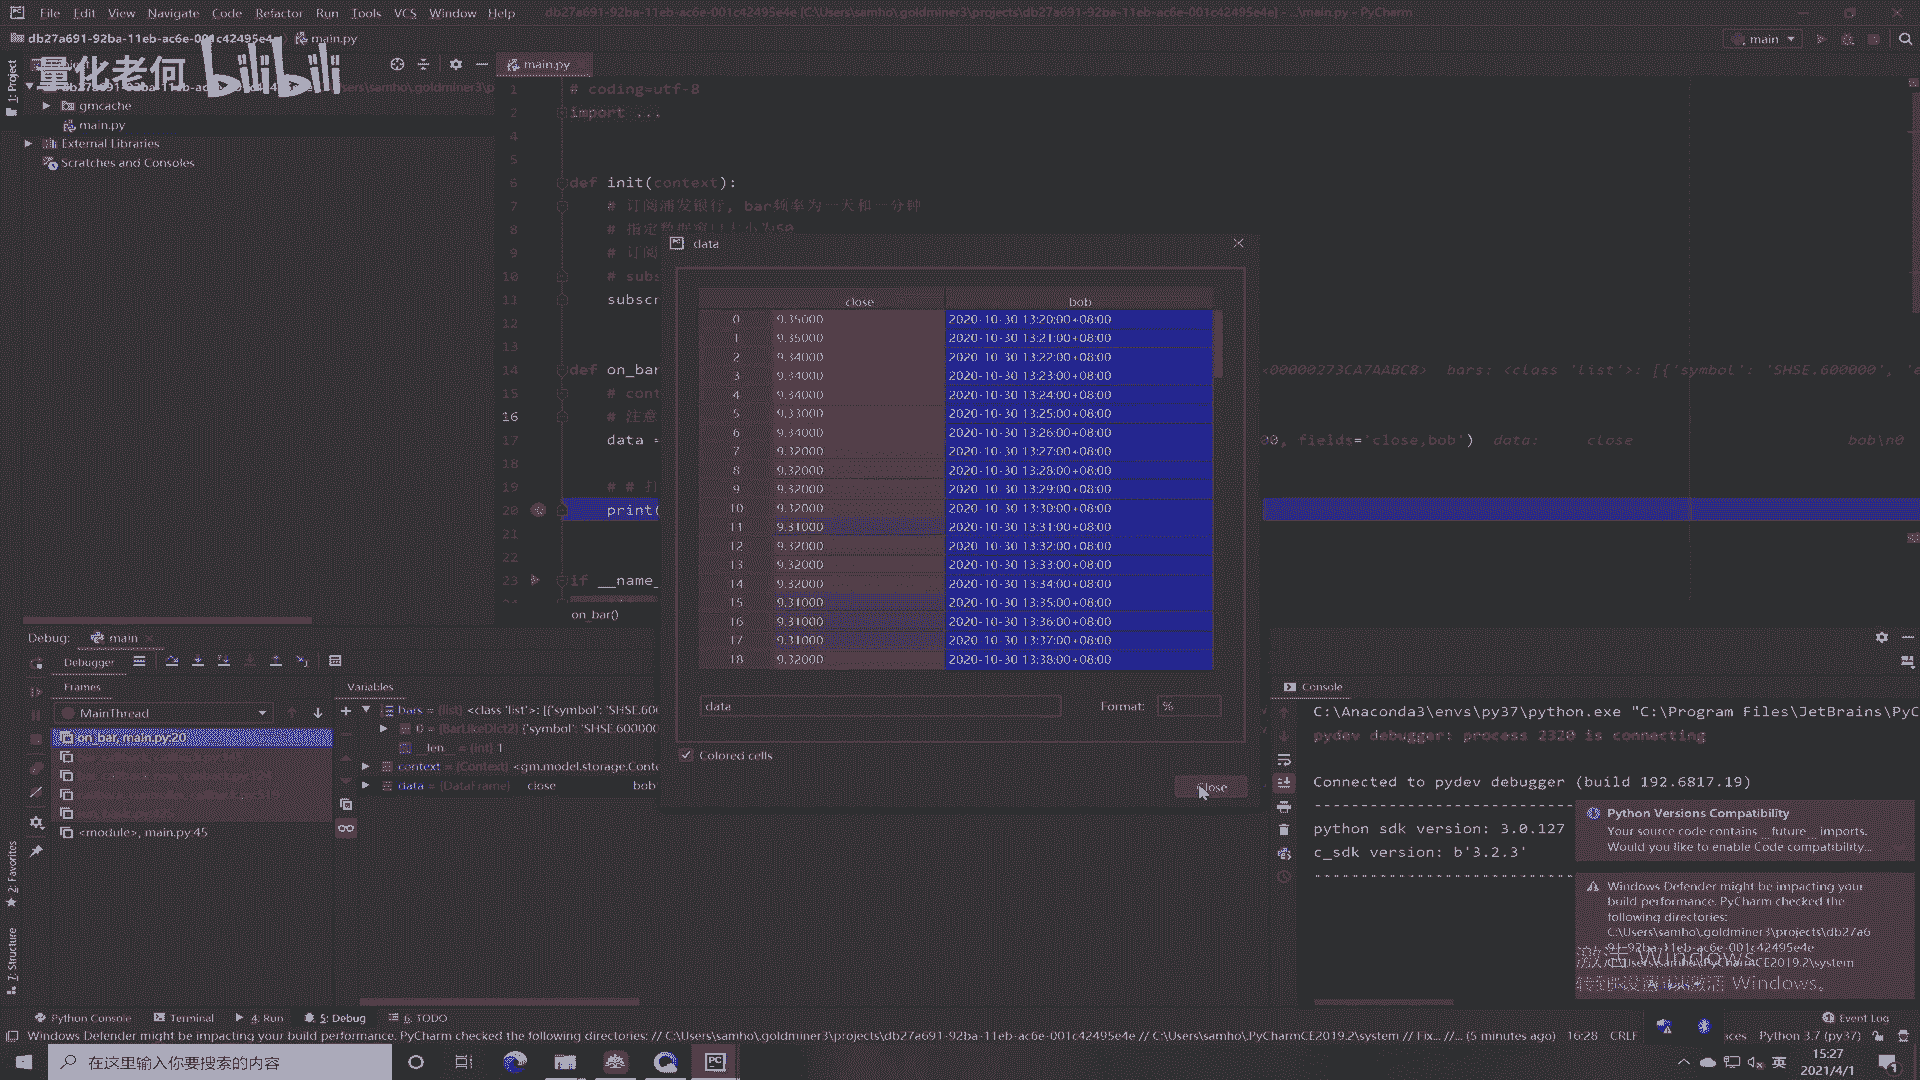 File Edit View Navigate Code Refactor Run Tools VCS Window Help
db27a691-92ba-11eb-ac6e-001c42495e4e [C:\Users\samho\.goldminer3\projects\db27a691-92ba-11eb-ac6e-001c42495e4e] - ...\main.py - PyCharm
db27a691-92ba-11eb-ac6e-001c42495e4e main.py
main
量化老何 bilibili
1: Project
main.py
gmcache
main.py
External Libraries
Scratches and Consoles
1 # coding=utf-8
2 import ...
4
5
6 def init(context):
7 # 订阅浦发银行, bar频率为一天和一分钟
8 # 指定数据窗口大小为50
9 # 订阅
10 # subs
11 subscr
12
13
14 def on_bar
<00000273CA7AABC8> bars: <class 'list'>: [{'symbol': 'SHSE.600000', 'e
15 # cont
16 # 注意
17 data =
00, fields='close,bob') data: close bob\n0
18
19 # # 打
20 print(
21
22
23 if __name_
on_bar()
data
close bob
0 9.35000 2020-10-30 13:20:00+08:00
1 9.35000 2020-10-30 13:21:00+08:00
2 9.34000 2020-10-30 13:22:00+08:00
3 9.34000 2020-10-30 13:23:00+08:00
4 9.34000 2020-10-30 13:24:00+08:00
5 9.33000 2020-10-30 13:25:00+08:00
6 9.34000 2020-10-30 13:26:00+08:00
7 9.32000 2020-10-30 13:27:00+08:00
8 9.32000 2020-10-30 13:28:00+08:00
9 9.32000 2020-10-30 13:29:00+08:00
10 9.32000 2020-10-30 13:30:00+08:00
11 9.31000 2020-10-30 13:31:00+08:00
12 9.32000 2020-10-30 13:32:00+08:00
13 9.32000 2020-10-30 13:33:00+08:00
14 9.32000 2020-10-30 13:34:00+08:00
15 9.31000 2020-10-30 13:35:00+08:00
16 9.31000 2020-10-30 13:36:00+08:00
17 9.31000 2020-10-30 13:37:00+08:00
18 9.32000 2020-10-30 13:38:00+08:00
data Format: %
Colored cells
Close
Debug: main
Debugger
Frames
MainThread
on_bar, main.py:20
<module>, main.py:45
Variables
bars = {list} <class 'list'>: [{'symbol': 'SHSE.600
0 = {BarLikeDict2} {'symbol': 'SHSE.600000
__len__ = {int} 1
context = {Context} <gm.model.storage.Conte
data = {DataFrame} close bob
Console
C:\Anaconda3\envs\py37\python.exe "C:\Program Files\JetBrains\PyC
pydev debugger: process 2320 is connecting
Connected to pydev debugger (build 192.6817.19)
python sdk version: 3.0.127
c_sdk version: b'3.2.3'
Python Versions Compatibility
Your source code contains __future__ imports.
Would you like to enable Code compatibility...
Windows Defender might be impacting your
build performance. PyCharm checked the
following directories:
C:\Users\samho\.goldminer3\projects\db27a6
91-92ba-11eb-ac6e-001c42495e4e
C:\Users\samho\.PyCharmCE2019.2\system
激活 Windows
转到"设置"以激活 Windows。
2: Favorites
7: Structure
Python Console Terminal 4: Run 5: Debug 6: TODO
Event Log
Windows Defender might be impacting your build performance. PyCharm checked the following directories: // C:\Users\samho\.goldminer3\projects\db27a691-92ba-11eb-ac6e-001c42495e4e // C:\Users\samho\.PyCharmCE2019.2\system // Fix... //... (5 minutes ago) 16:28 CRLF
Python 3.7 (py37)
在这里输入你要搜索的内容
英
15:27
2021/4/1